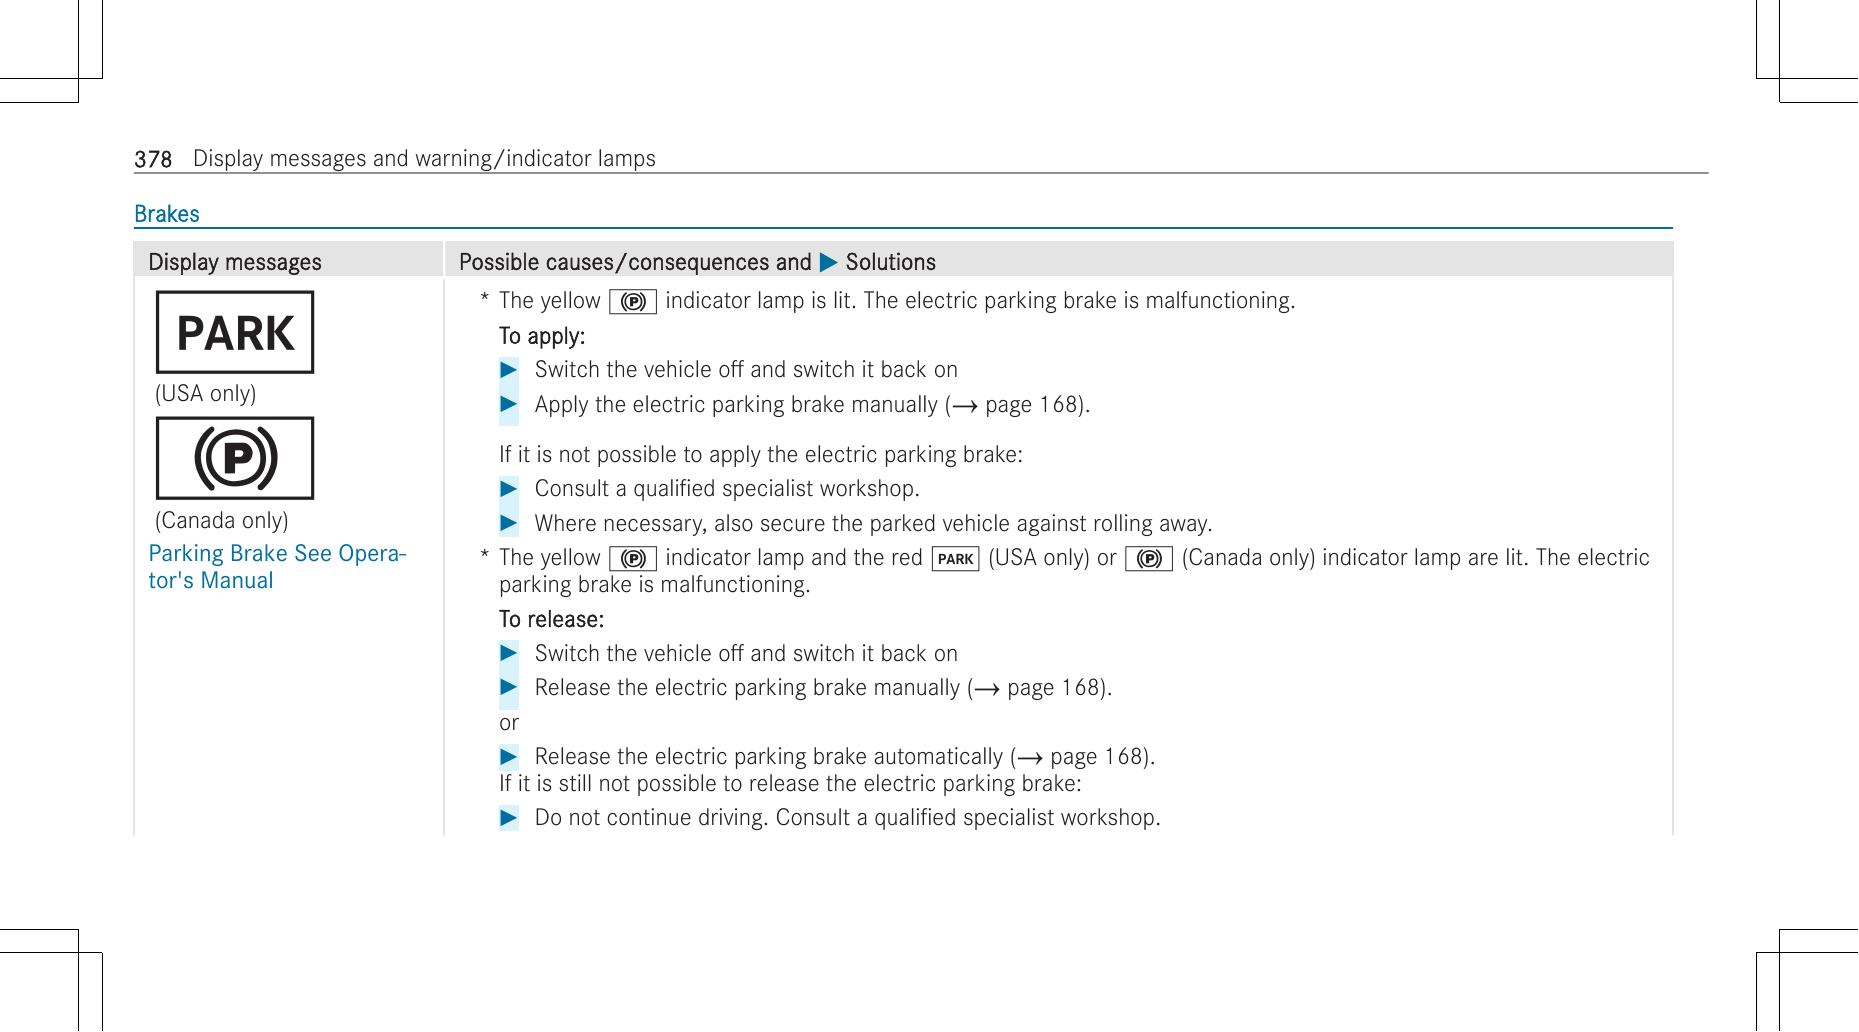 378 Display messages and warning/indicator lamps
Brakes
Display messages
Possible causes/consequences and ▶ Solutions
PARK
(USA only)
(P)
(Canada only)
Parking Brake See Opera-
tor's Manual
* The yellow (P) indicator lamp is lit. The electric parking brake is malfunctioning.
To apply:
▶ Switch the vehicle off and switch it back on
▶ Apply the electric parking brake manually (→ page 168).
If it is not possible to apply the electric parking brake:
▶ Consult a qualified specialist workshop.
▶ Where necessary, also secure the parked vehicle against rolling away.
* The yellow (P) indicator lamp and the red PARK (USA only) or (P) (Canada only) indicator lamp are lit. The electric
parking brake is malfunctioning.
To release:
▶ Switch the vehicle off and switch it back on
▶ Release the electric parking brake manually (→ page 168).
or
▶ Release the electric parking brake automatically (→ page 168).
If it is still not possible to release the electric parking brake:
▶ Do not continue driving. Consult a qualified specialist workshop.